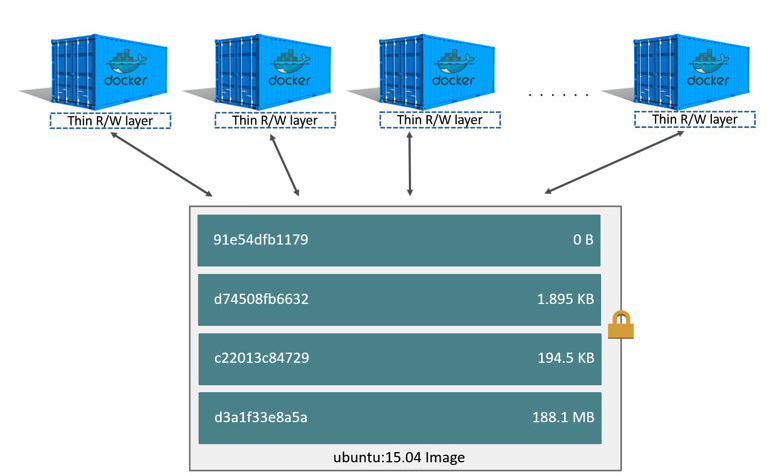 docker docker docker docker
Thin R/W layer Thin R/W layer Thin R/W layer Thin R/W layer
91e54dfb1179 0 B
d74508fb6632 1.895 KB
c22013c84729 194.5 KB
d3a1f33e8a5a 188.1 MB
ubuntu:15.04 Image